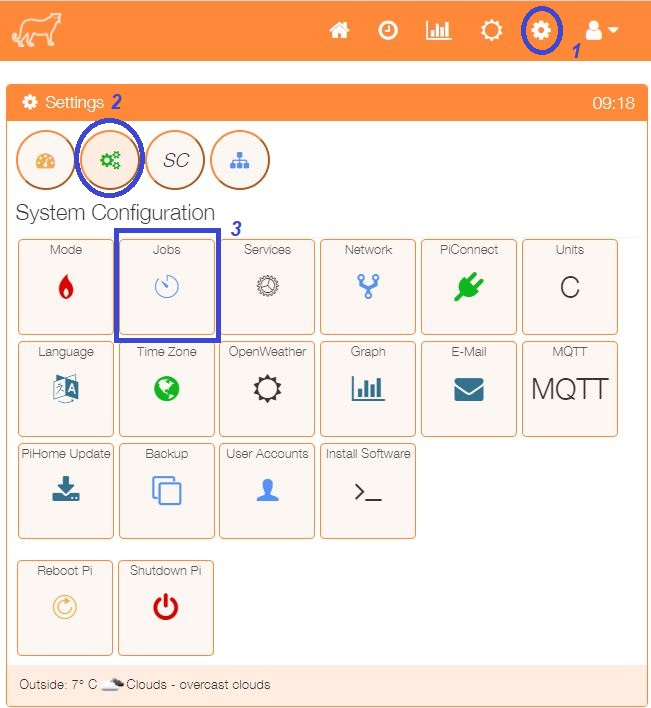 1
Settings 2 09:18
SC
System Configuration
3
Mode Jobs Services Network PiConnect Units
C
Language Time Zone OpenWeather Graph E-Mail MQTT
MQTT
PiHome Update Backup User Accounts Install Software
>_
Reboot Pi Shutdown Pi
Outside: 7° C Clouds - overcast clouds